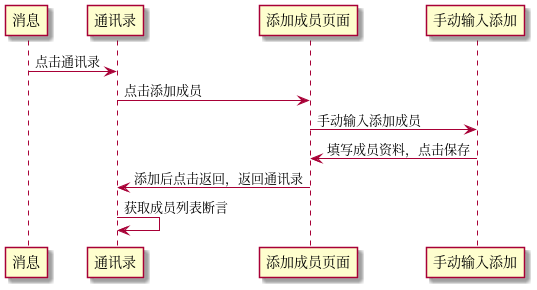 消息 通讯录 添加成员页面 手动输入添加
点击通讯录
点击添加成员
手动输入添加成员
填写成员资料，点击保存
添加后点击返回，返回通讯录
获取成员列表断言
消息 通讯录 添加成员页面 手动输入添加